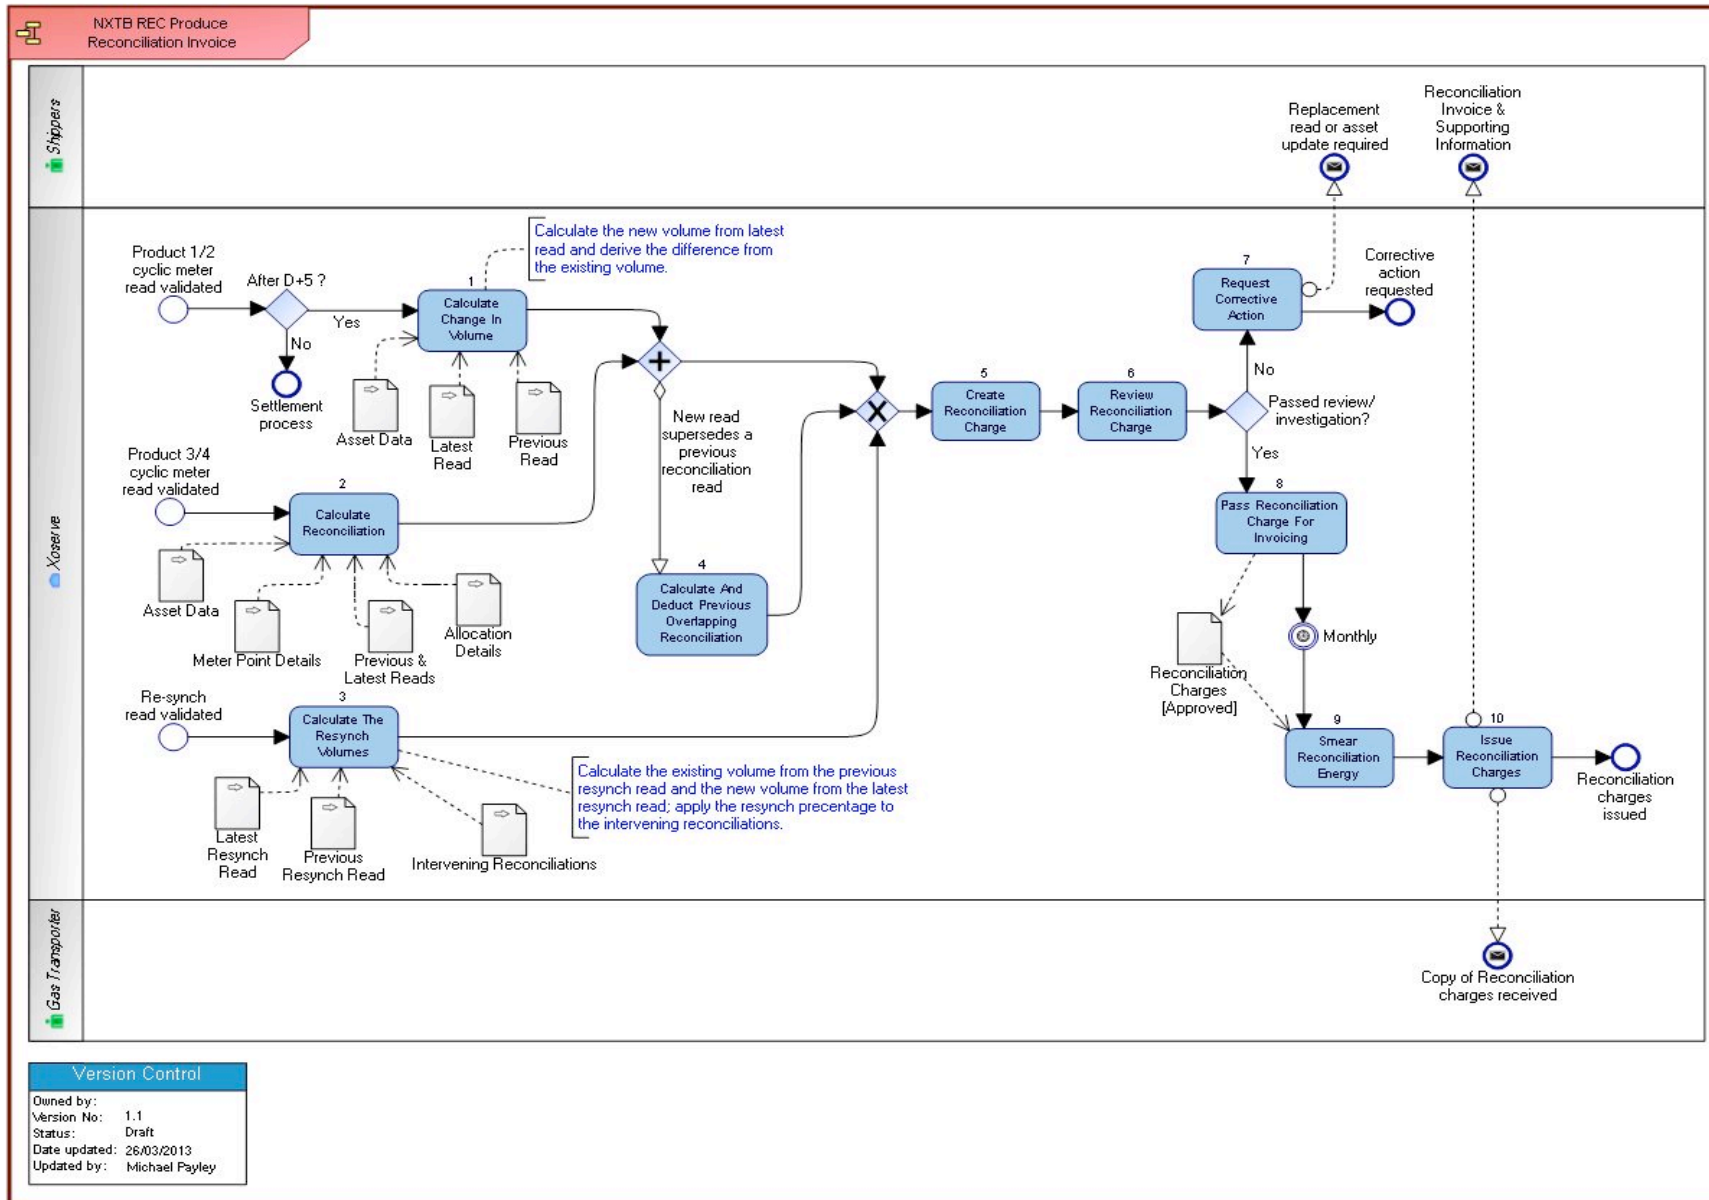 NXTB REC Produce
Reconciliation Invoice
Shippers
Replacement
read or asset
update required
Reconciliation
Invoice &
Supporting
Information
Xoserve
Product 1/2
cyclic meter
read validated
After D+5 ?
Yes
No
Settlement
process
1
Calculate
Change In
Volume
Calculate the new volume from latest
read and derive the difference from
the existing volume.
Asset Data
Latest
Read
Previous
Read
New read
supersedes a
previous
reconciliation
read
Product 3/4
cyclic meter
read validated
2
Calculate
Reconciliation
Asset Data
Meter Point Details
Previous &
Latest Reads
Allocation
Details
4
Calculate And
Deduct Previous
Overlapping
Reconciliation
Re-synch
read validated
3
Calculate The
Resynch
Volumes
Latest
Resynch
Read
Previous
Resynch Read
Intervening Reconciliations
Calculate the existing volume from the previous
resynch read and the new volume from the latest
resynch read; apply the resynch precentage to
the intervening reconciliations.
5
Create
Reconciliation
Charge
6
Review
Reconciliation
Charge
Passed review/
investigation?
No
Yes
7
Request
Corrective
Action
Corrective
action
requested
8
Pass Reconciliation
Charge For
Invoicing
Monthly
Reconciliation
Charges
[Approved]
9
Smear
Reconciliation
Energy
10
Issue
Reconciliation
Charges
Reconciliation
charges
issued
Gas Transporter
Copy of Reconciliation
charges received
Version Control
Owned by:
Version No: 1.1
Status: Draft
Date updated: 26/03/2013
Updated by: Michael Payley